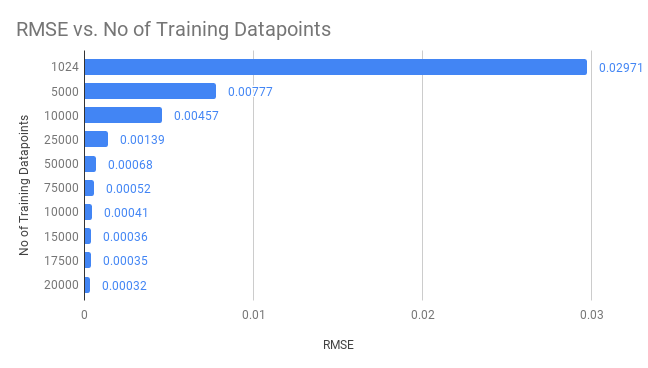 RMSE vs. No of Training Datapoints
No of Training Datapoints
1024 0.02971
5000 0.00777
10000 0.00457
25000 0.00139
50000 0.00068
75000 0.00052
10000 0.00041
15000 0.00036
17500 0.00035
20000 0.00032
0 0.01 0.02 0.03
RMSE